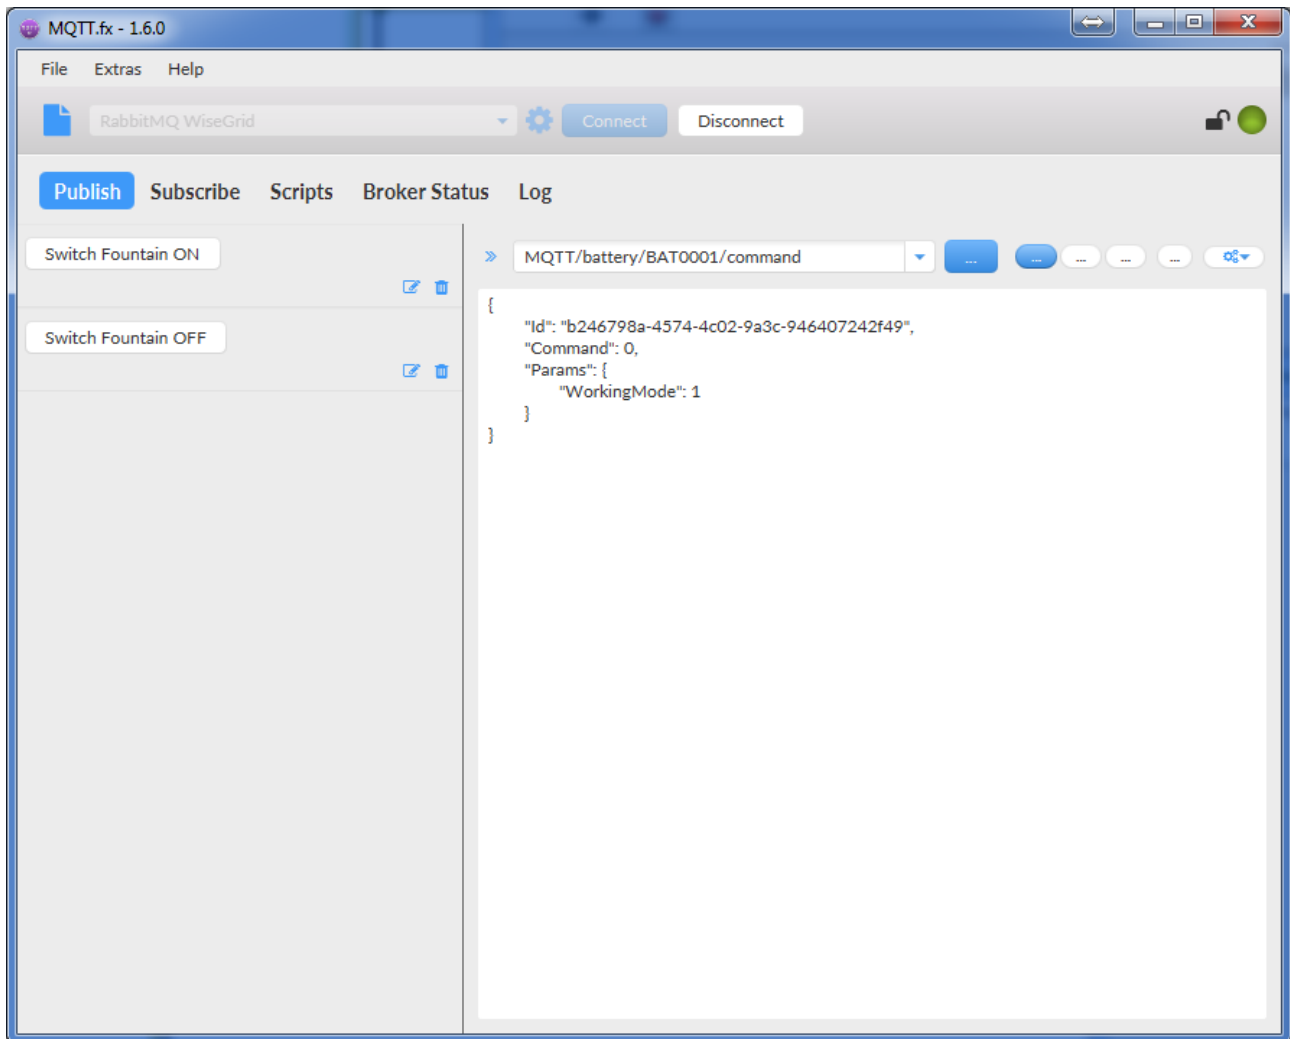 MQTT.fx - 1.6.0
File Extras Help
RabbitMQ WiseGrid Connect Disconnect
Publish Subscribe Scripts Broker Status Log
Switch Fountain ON
Switch Fountain OFF
MQTT/battery/BAT0001/command ... ... ... ... ...
{
"Id": "b246798a-4574-4c02-9a3c-946407242f49",
"Command": 0,
"Params": {
"WorkingMode": 1
}
}